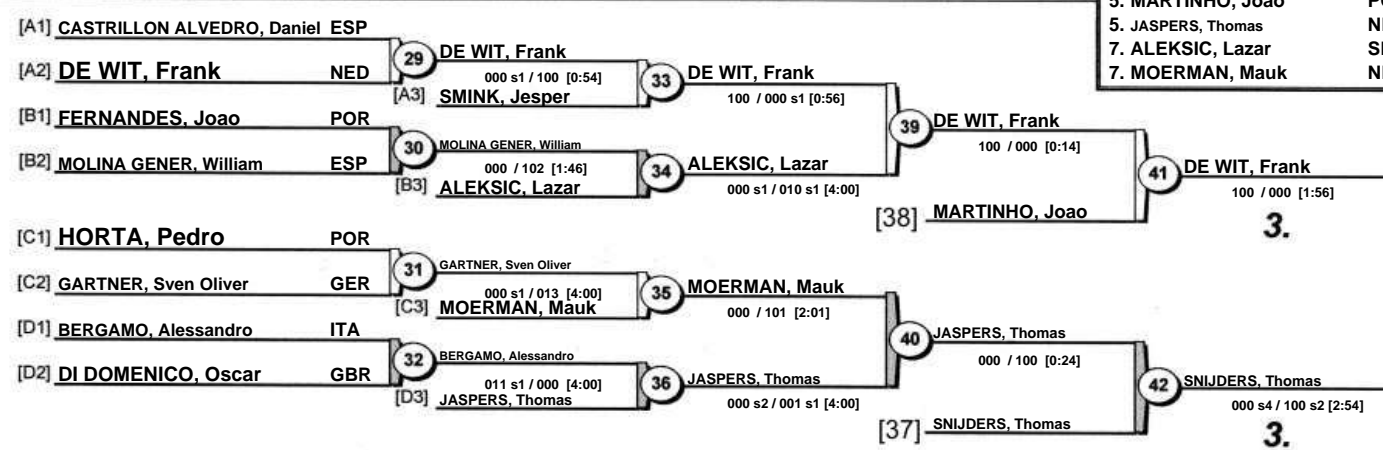 5. MARTINHO, Joao
5. JASPERS, Thomas
7. ALEKSIC, Lazar
7. MOERMAN, Mauk
[A1] CASTRILLON ALVEDRO, Daniel ESP
[A2] DE WIT, Frank NED
29 DE WIT, Frank
000 s1 / 100 [0:54]
[A3] SMINK, Jesper
33 DE WIT, Frank
100 / 000 s1 [0:56]
[B1] FERNANDES, Joao POR
[B2] MOLINA GENER, William ESP
30 MOLINA GENER, William
000 / 102 [1:46]
[B3] ALEKSIC, Lazar
34 ALEKSIC, Lazar
000 s1 / 010 s1 [4:00]
39 DE WIT, Frank
100 / 000 [0:14]
[38] MARTINHO, Joao
41 DE WIT, Frank
100 / 000 [1:56]
3.
[C1] HORTA, Pedro POR
[C2] GARTNER, Sven Oliver GER
31 GARTNER, Sven Oliver
000 s1 / 013 [4:00]
[C3] MOERMAN, Mauk
35 MOERMAN, Mauk
000 / 101 [2:01]
[D1] BERGAMO, Alessandro ITA
[D2] DI DOMENICO, Oscar GBR
32 BERGAMO, Alessandro
011 s1 / 000 [4:00]
[D3] JASPERS, Thomas
36 JASPERS, Thomas
000 s2 / 001 s1 [4:00]
40 JASPERS, Thomas
000 / 100 [0:24]
[37] SNIJDERS, Thomas
42 SNIJDERS, Thomas
000 s4 / 100 s2 [2:54]
3.